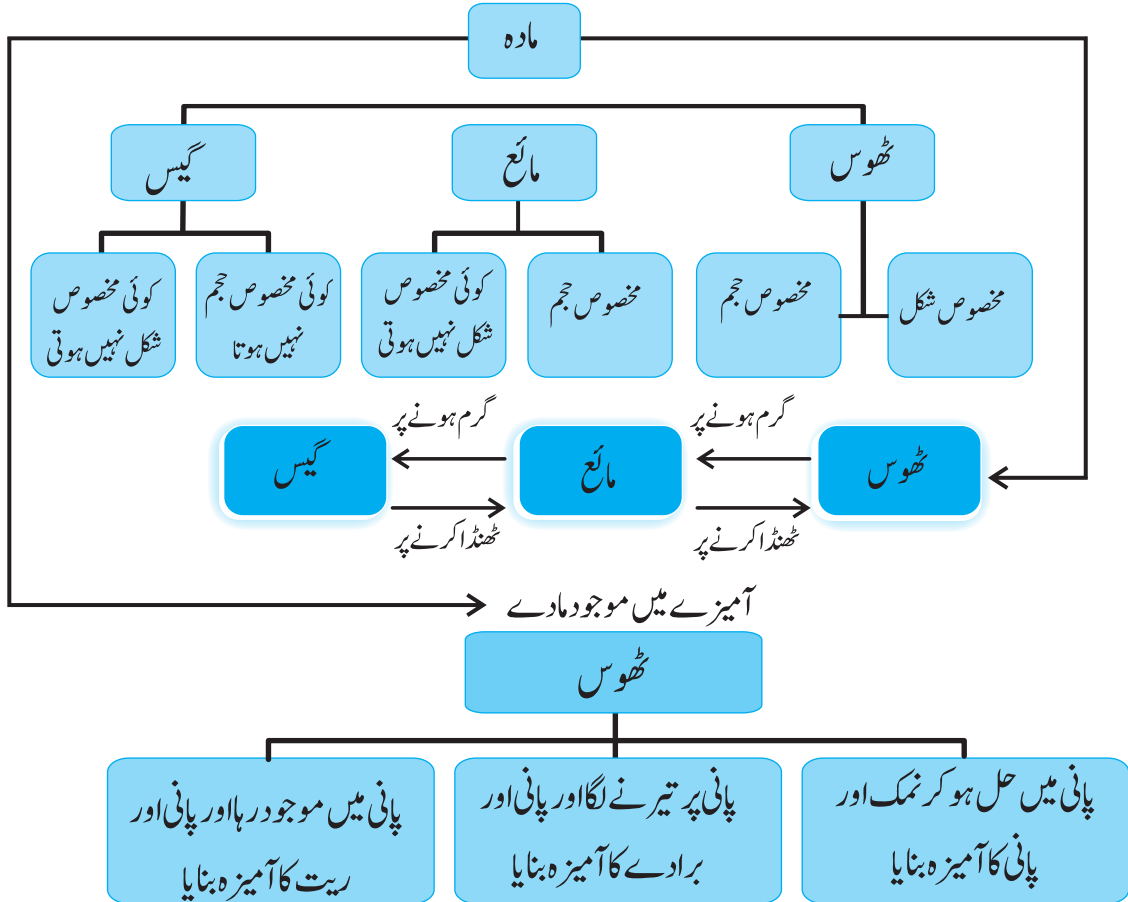 مادہ
ٹھوس
مائع
گیس
مخصوص شکل
مخصوص حجم
مخصوص حجم
کوئی مخصوص
شکل نہیں ہوتی
کوئی مخصوص حجم
نہیں ہوتا
کوئی مخصوص
شکل نہیں ہوتی
گرم ہونے پر
گرم ہونے پر
ٹھوس
مائع
گیس
ٹھنڈا کرنے پر
ٹھنڈا کرنے پر
آمیزے میں موجود مادے
ٹھوس
پانی میں حل ہو کر نمک اور
پانی کا آمیزہ بنایا
پانی پر تیرنے لگا اور پانی اور
برادے کا آمیزہ بنایا
پانی میں موجود رہا اور پانی اور
ریت کا آمیزہ بنایا